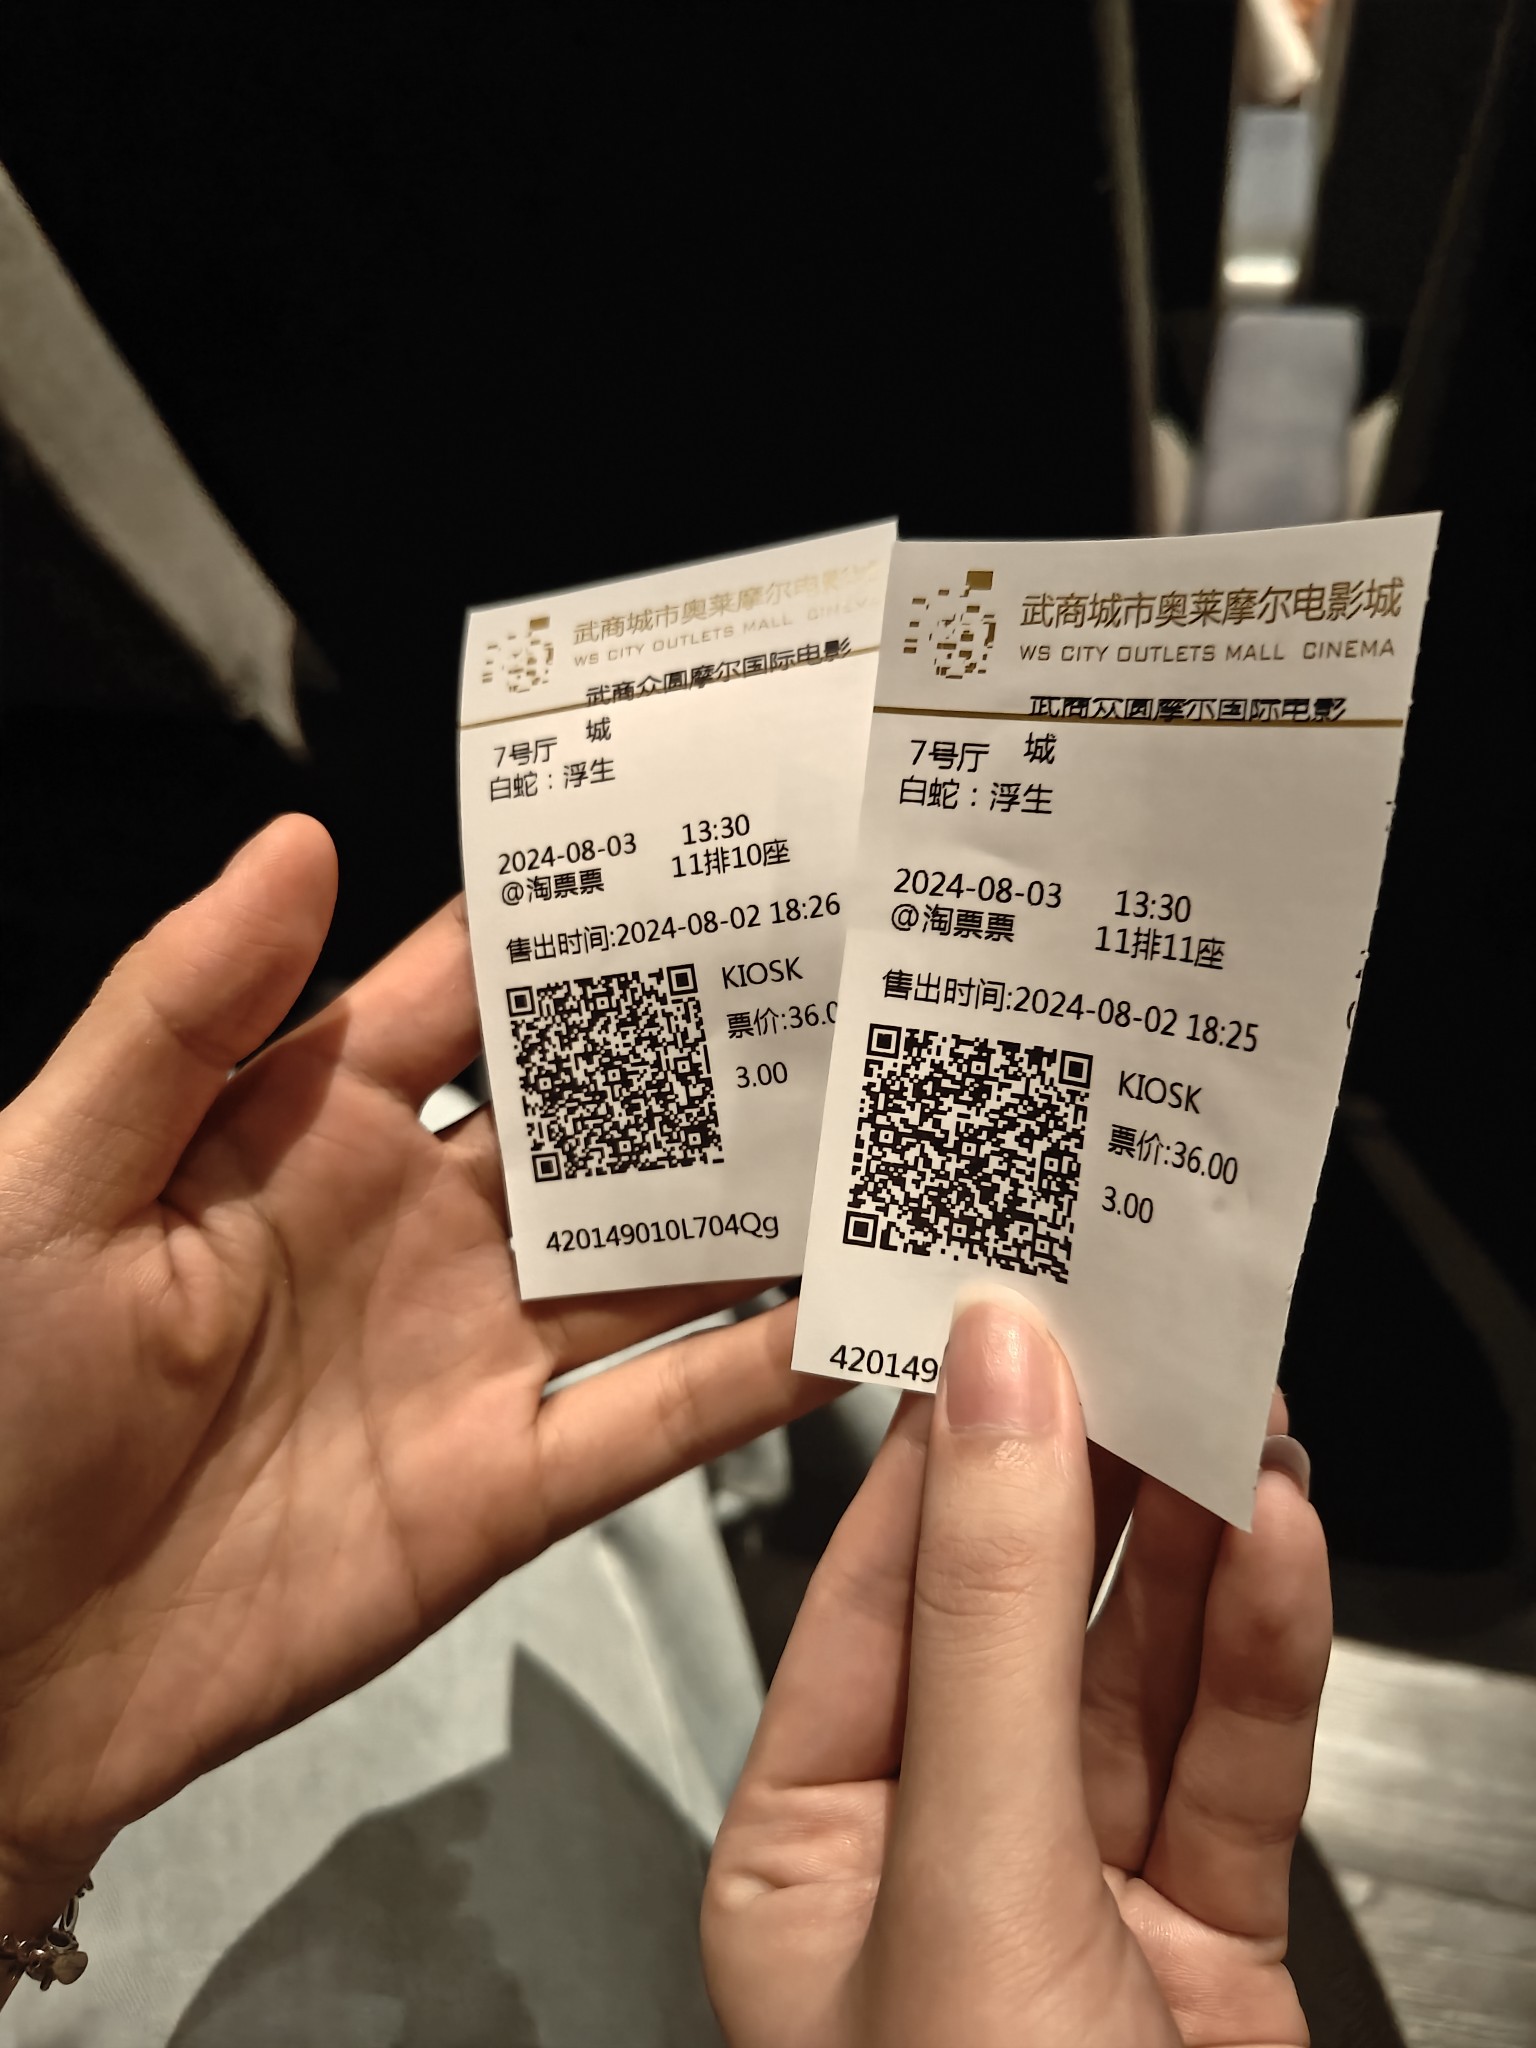 武商城市奥莱摩尔电影
WS CITY OUTLETS MALL CINEMA
武商众圆摩尔国际电影
城
7号厅
白蛇：浮生
2024-08-03 13:30
@淘票票 11排10座
售出时间:2024-08-02 18:26
KIOSK
票价:36.0
3.00
420149010L704Qg
武商城市奥莱摩尔电影城
WS CITY OUTLETS MALL CINEMA
武商众圆摩尔国际电影
城
7号厅
白蛇：浮生
2024-08-03 13:30
@淘票票 11排11座
售出时间:2024-08-02 18:25
KIOSK
票价:36.00
3.00
420149